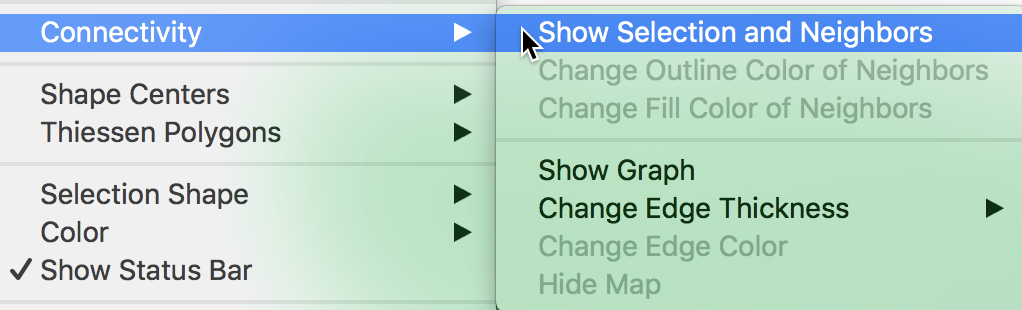 Connectivity
Shape Centers
Thiessen Polygons
Selection Shape
Color
Show Status Bar
Show Selection and Neighbors
Change Outline Color of Neighbors
Change Fill Color of Neighbors
Show Graph
Change Edge Thickness
Change Edge Color
Hide Map